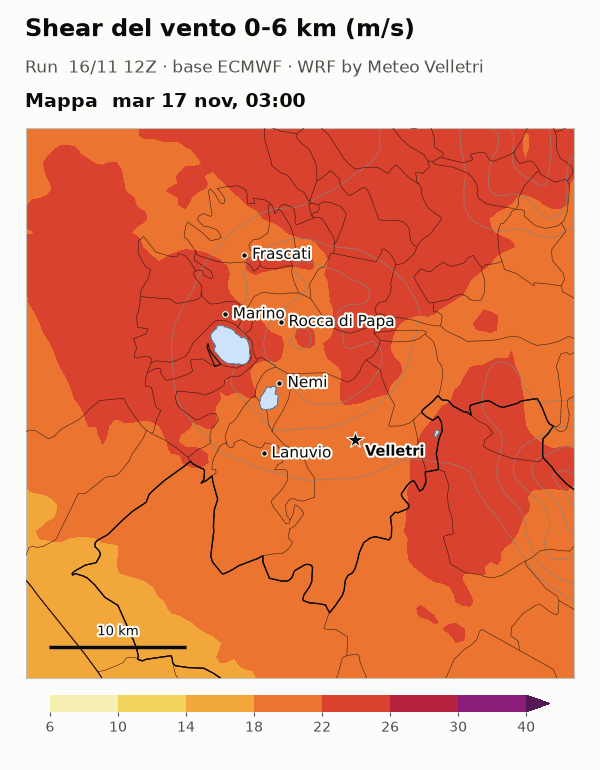 Shear del vento 0-6 km (m/s)
Run 16/11 12Z · base ECMWF · WRF by Meteo Velletri
Mappa mar 17 nov, 03:00
Frascati
Marino
Rocca di Papa
Nemi
Velletri
Lanuvio
10 km
6 10 14 18 22 26 30 40